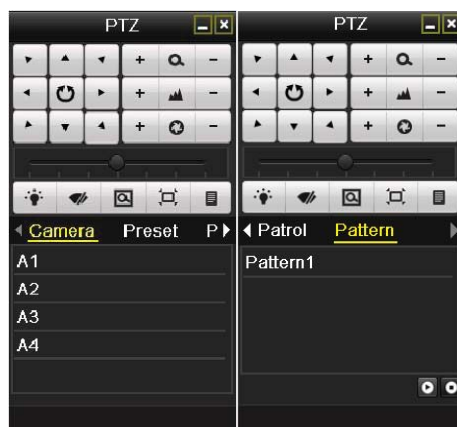 PTZ
Camera Preset P
A1
A2
A3
A4
PTZ
Patrol Pattern
Pattern1